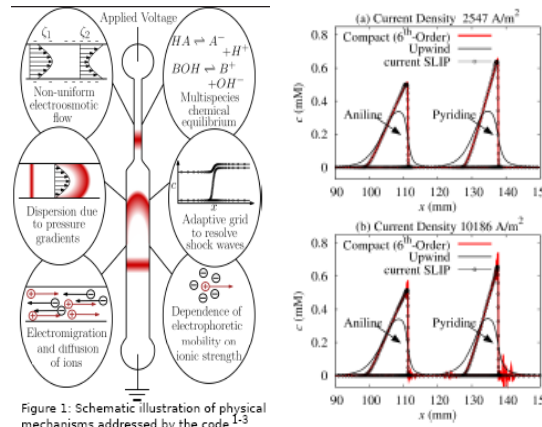 Applied Voltage
ζ1
ζ2
Non-uniform
electroosmotic
flow
HA ⇌ A−
+H+
BOH ⇌ B+
+OH−
Multispecies
chemical
equilibrium
Dispersion due
to pressure
gradients
c
x
Adaptive grid
to resolve
shock waves
Electromigration
and diffusion
of ions
Dependence of
electrophoretic
mobility on
ionic strength
Figure 1: Schematic illustration of physical
mechanisms addressed by the code 1-3
(a) Current Density 2547 A/m2
Compact (6th-Order)
Upwind
current SLIP
Aniline
Pyridine
c (mM)
0.8
0.6
0.4
0.2
0
90 100 110 120 130 140 150
x (mm)
(b) Current Density 10186 A/m2
Compact (6th-Order)
Upwind
current SLIP
Aniline
Pyridine
c (mM)
0.8
0.6
0.4
0.2
0
90 100 110 120 130 140 150
x (mm)